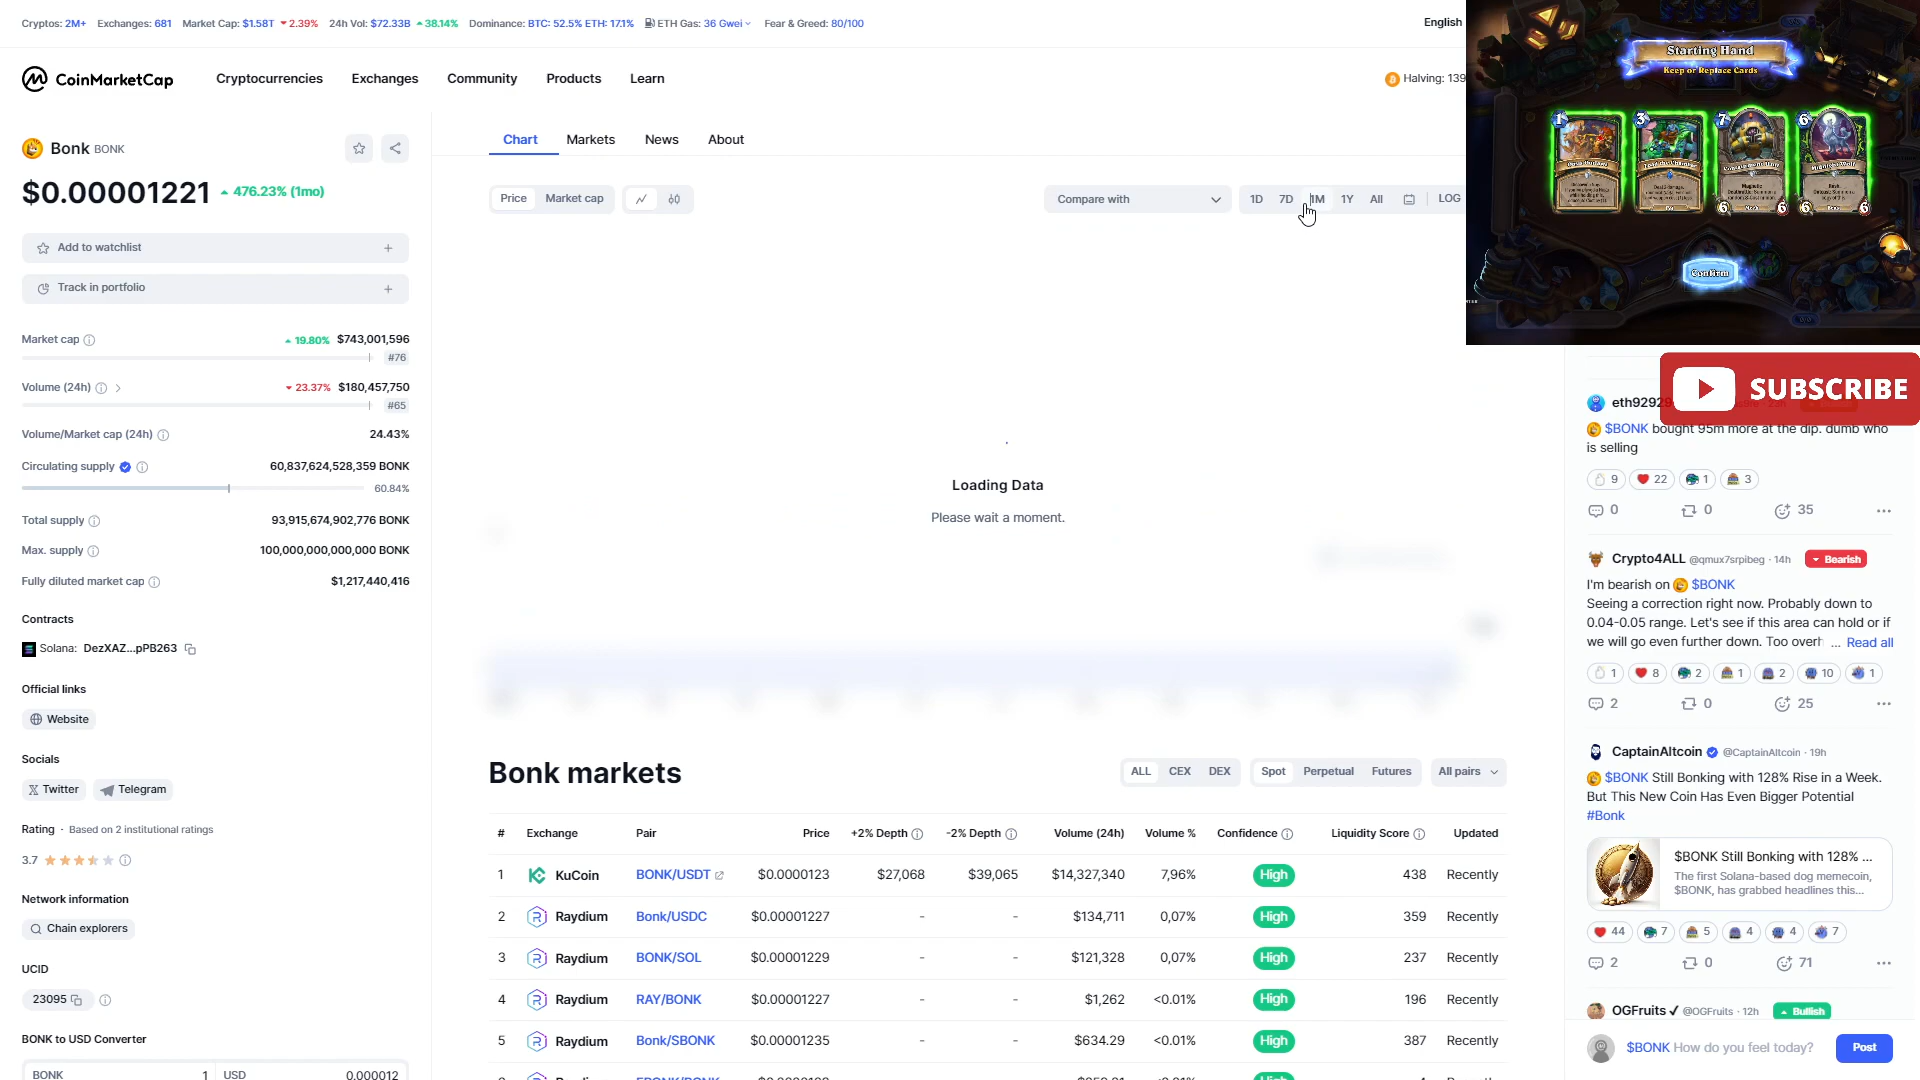 Cryptos: 2M+ Exchanges: 681 Market Cap: $1.58T 2.39% 24h Vol: $72.33B 38.14% Dominance: BTC: 52.5% ETH: 17.1% ETH Gas: 36 Gwei Fear & Greed: 80/100
English
CoinMarketCap
Cryptocurrencies Exchanges Community Products Learn
Halving: 139
Starting Hand
Keep or Replace Cards
1 3 7 6
Confirm
Bonk BONK
$0.00001221 476.23% (1mo)
Add to watchlist +
Track in portfolio +
Market cap 19.80% $743,001,596
#76
Volume (24h) 23.37% $180,457,750
#65
Volume/Market cap (24h) 24.43%
Circulating supply 60,837,624,528,359 BONK
60.84%
Total supply 93,915,674,902,776 BONK
Max. supply 100,000,000,000,000 BONK
Fully diluted market cap $1,217,440,416
Contracts
Solana: DezXAZ...pPB263
Official links
Website
Socials
Twitter Telegram
Rating · Based on 2 institutional ratings
3.7
Network information
Chain explorers
UCID
23095
BONK to USD Converter
BONK 1 USD 0.000012
Chart Markets News About
Price Market cap
Compare with
1D 7D 1M 1Y All LOG
Loading Data
Please wait a moment.
Bonk markets
ALL CEX DEX Spot Perpetual Futures All pairs
# Exchange Pair Price +2% Depth -2% Depth Volume (24h) Volume % Confidence Liquidity Score Updated
1 KuCoin BONK/USDT $0.0000123 $27,068 $39,065 $14,327,340 7,96% High 438 Recently
2 Raydium Bonk/USDC $0.00001227 - - $134,711 0,07% High 359 Recently
3 Raydium BONK/SOL $0.00001229 - - $121,328 0,07% High 237 Recently
4 Raydium RAY/BONK $0.00001227 - - $1,262 <0.01% High 196 Recently
5 Raydium Bonk/SBONK $0.00001235 - - $634.29 <0.01% High 387 Recently
SUBSCRIBE
eth92929
$BONK bought 95m more at the dip. dumb who
is selling
9 22 1 3
0 0 35
Crypto4ALL @qmux7srpibeg · 14h Bearish
I'm bearish on $BONK
Seeing a correction right now. Probably down to
0.04-0.05 range. Let's see if this area can hold or if
we will go even further down. Too overh ... Read all
1 8 2 1 2 10 1
2 0 25
CaptainAltcoin @CaptainAltcoin · 19h
$BONK Still Bonking with 128% Rise in a Week.
But This New Coin Has Even Bigger Potential
#Bonk
$BONK Still Bonking with 128% ...
The first Solana-based dog memecoin,
$BONK, has grabbed headlines this...
44 7 5 4 4 7
2 0 71
OGFruits ✓ @OGFruits · 12h Bullish
$BONK How do you feel today? Post